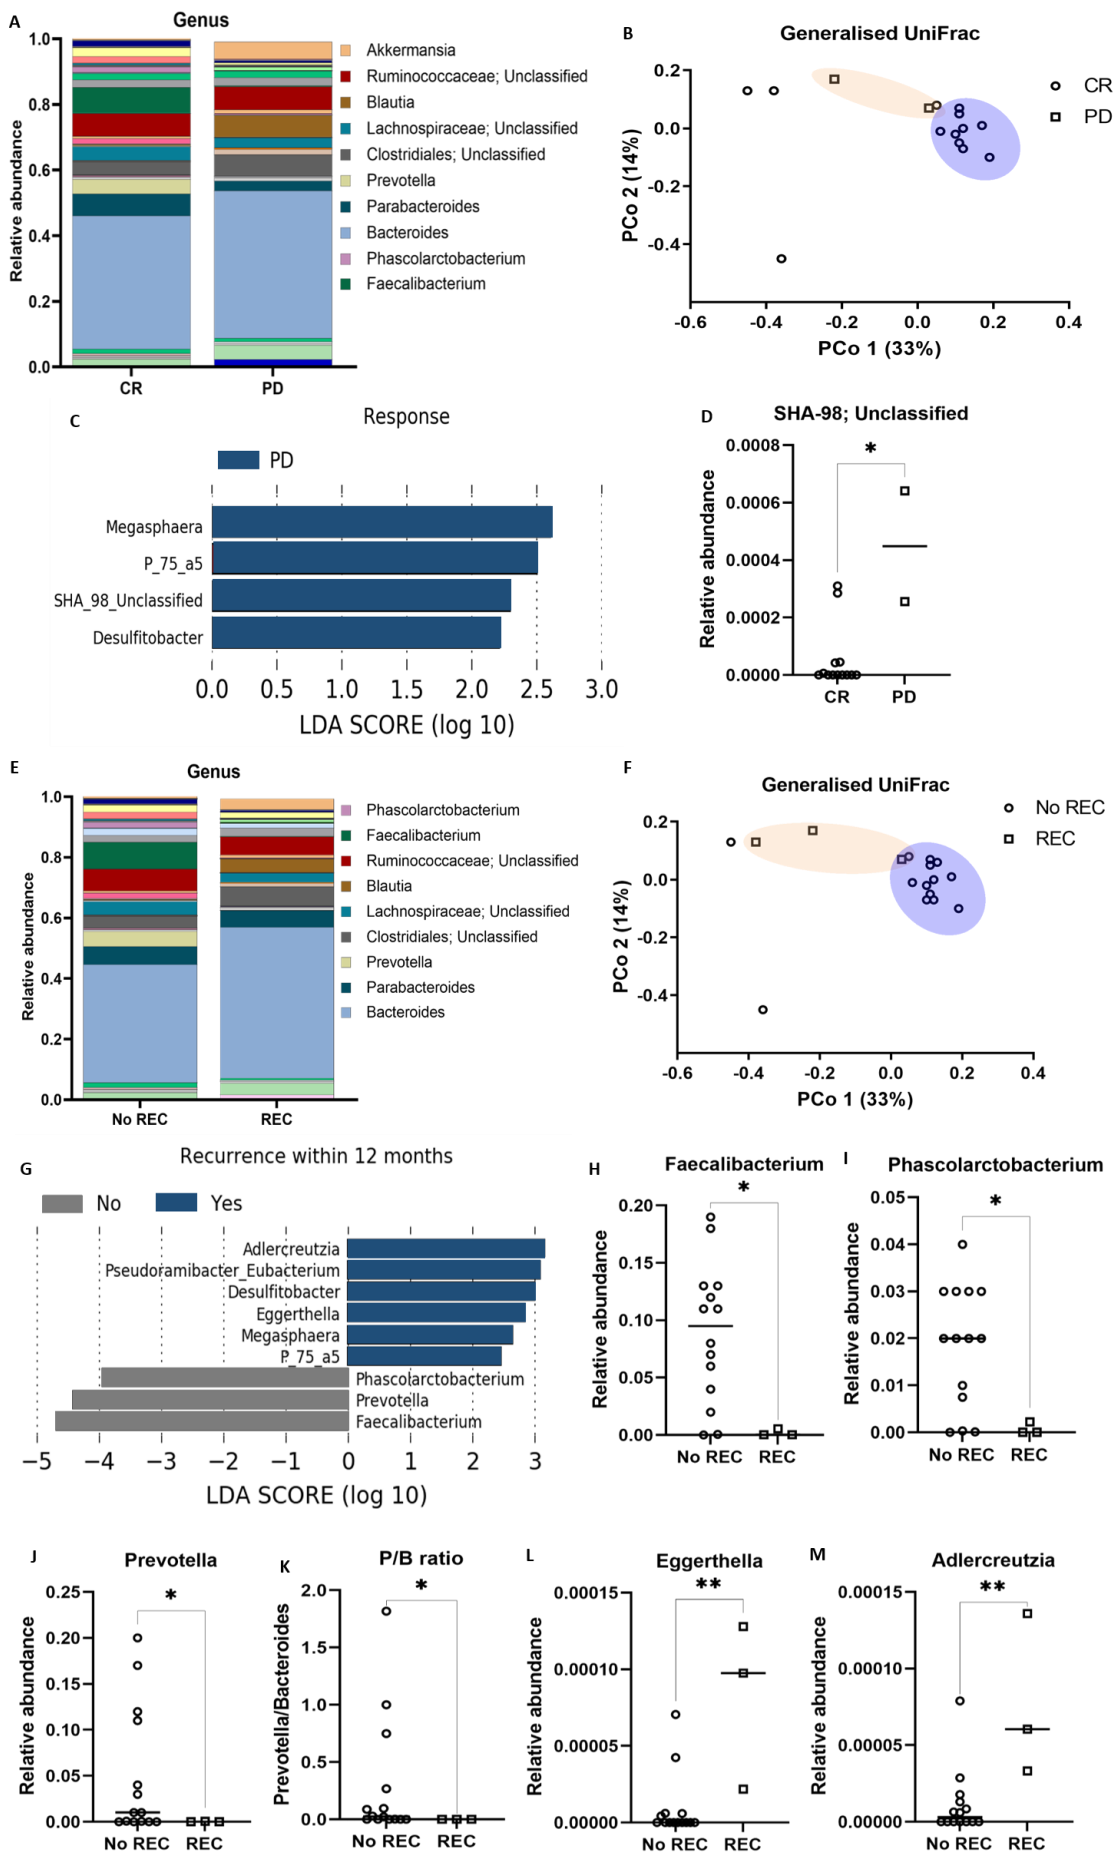 A
Genus
Relative abundance
1.0
0.8
0.6
0.4
0.2
0.0
CR
PD
Akkermansia
Ruminococcaceae; Unclassified
Blautia
Lachnospiraceae; Unclassified
Clostridiales; Unclassified
Prevotella
Parabacteroides
Bacteroides
Phascolarctobacterium
Faecalibacterium
B
Generalised UniFrac
PCo 2 (14%)
0.2
0.0
-0.2
-0.4
-0.6
-0.4
-0.2
0.0
0.2
0.4
PCo 1 (33%)
CR
PD
C
Response
PD
Megasphaera
P_75_a5
SHA_98_Unclassified
Desulfitobacter
0.0
0.5
1.0
1.5
2.0
2.5
3.0
LDA SCORE (log 10)
D
SHA-98; Unclassified
Relative abundance
0.0008
0.0006
0.0004
0.0002
0.0000
*
CR
PD
E
Genus
Relative abundance
1.0
0.8
0.6
0.4
0.2
0.0
No REC
REC
Phascolarctobacterium
Faecalibacterium
Ruminococcaceae; Unclassified
Blautia
Lachnospiraceae; Unclassified
Clostridiales; Unclassified
Prevotella
Parabacteroides
Bacteroides
F
Generalised UniFrac
PCo 2 (14%)
0.2
0.0
-0.2
-0.4
-0.6
-0.4
-0.2
0.0
0.2
0.4
PCo 1 (33%)
No REC
REC
G
Recurrence within 12 months
No
Yes
Adlercreutzia
Pseudoramibacter_Eubacterium
Desulfitobacter
Eggerthella
Megasphaera
P_75_a5
Phascolarctobacterium
Prevotella
Faecalibacterium
−5
−4
−3
−2
−1
0
1
2
3
LDA SCORE (log 10)
H
Faecalibacterium
Relative abundance
0.20
0.15
0.10
0.05
0.00
*
No REC
REC
I
Phascolarctobacterium
Relative abundance
0.05
0.04
0.03
0.02
0.01
0.00
*
No REC
REC
J
Prevotella
Relative abundance
0.25
0.20
0.15
0.10
0.05
0.00
*
No REC
REC
K
P/B ratio
Prevotella/Bacteroides
2.0
1.5
1.0
0.5
0.0
*
No REC
REC
L
Eggerthella
Relative abundance
0.00015
0.00010
0.00005
0.00000
**
No REC
REC
M
Adlercreutzia
Relative abundance
0.00015
0.00010
0.00005
0.00000
**
No REC
REC